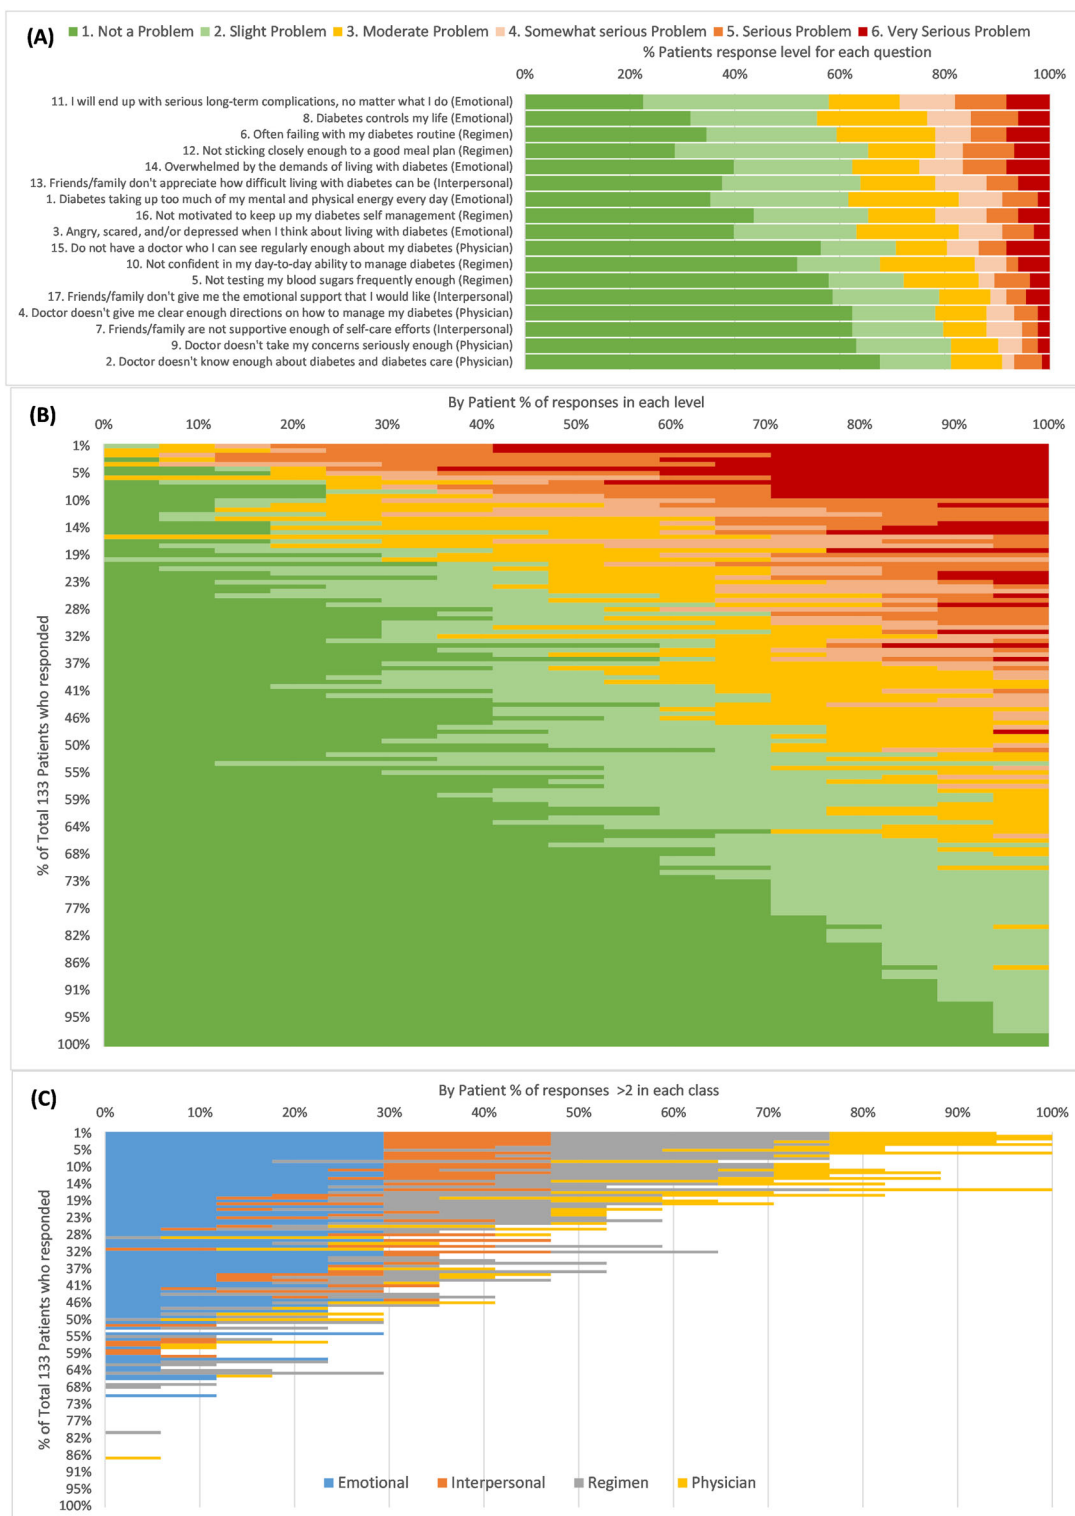 (A)
1. Not a Problem 2. Slight Problem 3. Moderate Problem 4. Somewhat serious Problem 5. Serious Problem 6. Very Serious Problem
% Patients response level for each question
0% 20% 40% 60% 80% 100%
11. I will end up with serious long-term complications, no matter what I do (Emotional)
8. Diabetes controls my life (Emotional)
6. Often failing with my diabetes routine (Regimen)
12. Not sticking closely enough to a good meal plan (Regimen)
14. Overwhelmed by the demands of living with diabetes (Emotional)
13. Friends/family don't appreciate how difficult living with diabetes can be (Interpersonal)
1. Diabetes taking up too much of my mental and physical energy every day (Emotional)
16. Not motivated to keep up my diabetes self management (Regimen)
3. Angry, scared, and/or depressed when I think about living with diabetes (Emotional)
15. Do not have a doctor who I can see regularly enough about my diabetes (Physician)
10. Not confident in my day-to-day ability to manage diabetes (Regimen)
5. Not testing my blood sugars frequently enough (Regimen)
17. Friends/family don't give me the emotional support that I would like (Interpersonal)
4. Doctor doesn't give me clear enough directions on how to manage my diabetes (Physician)
7. Friends/family are not supportive enough of self-care efforts (Interpersonal)
9. Doctor doesn't take my concerns seriously enough (Physician)
2. Doctor doesn't know enough about diabetes and diabetes care (Physician)
(B)
By Patient % of responses in each level
0% 10% 20% 30% 40% 50% 60% 70% 80% 90% 100%
% of Total 133 Patients who responded
1%
5%
10%
14%
19%
23%
28%
32%
37%
41%
46%
50%
55%
59%
64%
68%
73%
77%
82%
86%
91%
95%
100%
(C)
By Patient % of responses >2 in each class
0% 10% 20% 30% 40% 50% 60% 70% 80% 90% 100%
% of Total 133 Patients who responded
1%
5%
10%
14%
19%
23%
28%
32%
37%
41%
46%
50%
55%
59%
64%
68%
73%
77%
82%
86%
91%
95%
100%
Emotional Interpersonal Regimen Physician